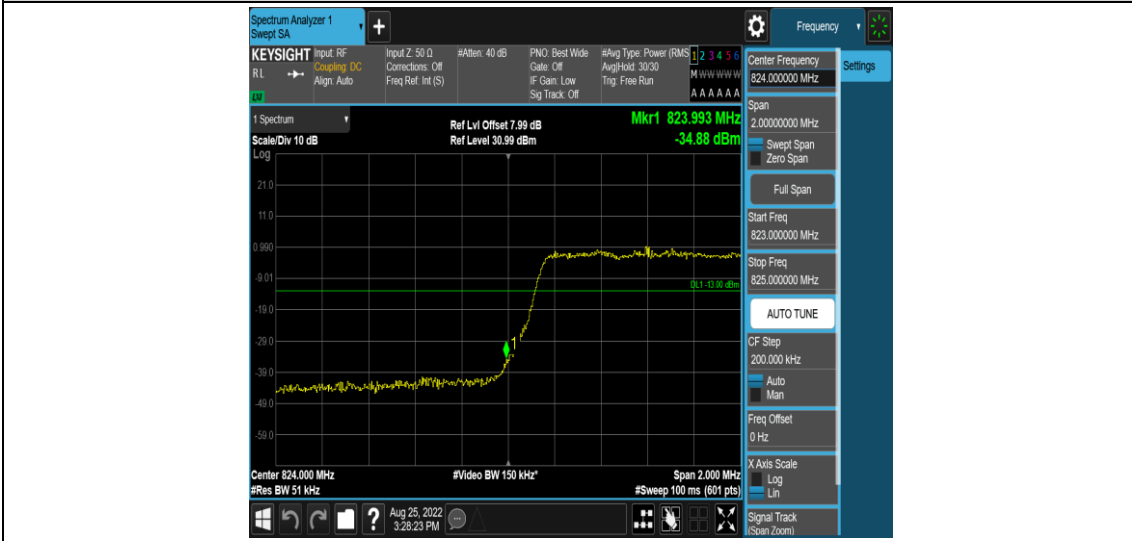 Spectrum Analyzer 1
Swept SA
+
Frequency
KEYSIGHT
RL
LXI
Input: RF
Coupling: DC
Align: Auto
Input Z: 50 Ω
Corrections: Off
Freq Ref: Int (S)
#Atten: 40 dB
PNO: Best Wide
Gate: Off
IF Gain: Low
Sig Track: Off
#Avg Type: Power (RMS
Avg|Hold: 30/30
Trig: Free Run
1 2 3 4 5 6
M W W W W W
A A A A A A
1 Spectrum
Scale/Div 10 dB
Log
Ref Lvl Offset 7.99 dB
Ref Level 30.99 dBm
Mkr1 823.993 MHz
-34.88 dBm
21.0
11.0
0.990
-9.01
-19.0
-29.0
-39.0
-49.0
-59.0
DL1 -13.00 dBm
1
Center 824.000 MHz
#Res BW 51 kHz
#Video BW 150 kHz*
Span 2.000 MHz
#Sweep 100 ms (601 pts)
Center Frequency
824.000000 MHz
Settings
Span
2.00000000 MHz
Swept Span
Zero Span
Full Span
Start Freq
823.000000 MHz
Stop Freq
825.000000 MHz
AUTO TUNE
CF Step
200.000 kHz
Auto
Man
Freq Offset
0 Hz
X Axis Scale
Log
Lin
Signal Track
(Span Zoom)
?
Aug 25, 2022
3:28:23 PM